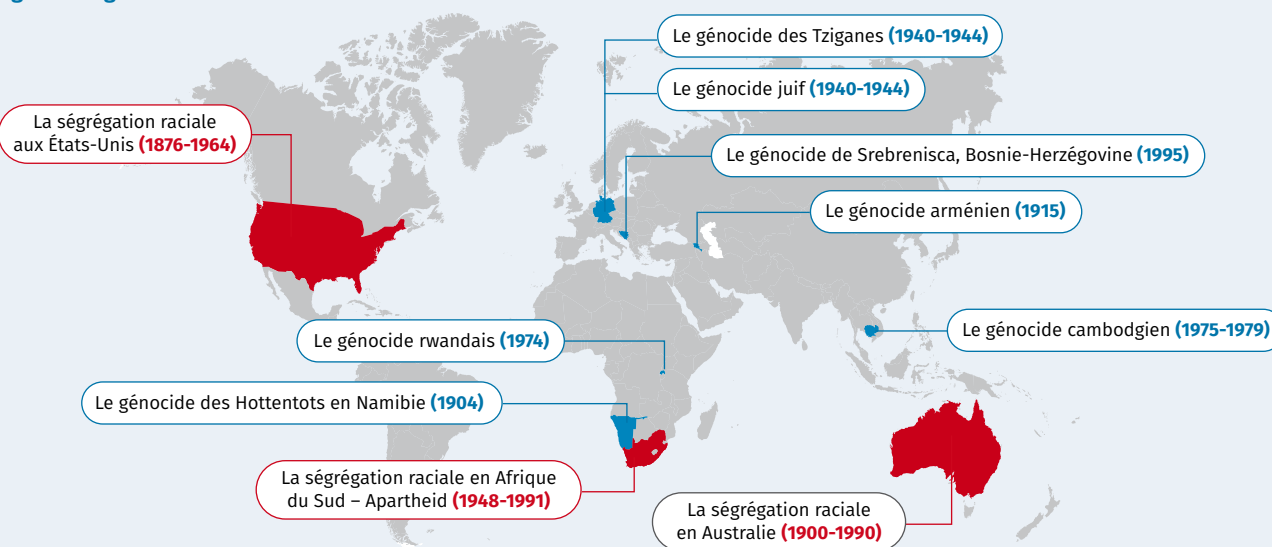 Le génocide des Tziganes (1940-1944)
Le génocide juif (1940-1944)
La ségrégation raciale
aux États-Unis (1876-1964)
Le génocide de Srebrenisca, Bosnie-Herzégovine (1995)
Le génocide arménien (1915)
Le génocide rwandais (1974)
Le génocide cambodgien (1975-1979)
Le génocide des Hottentots en Namibie (1904)
La ségrégation raciale en Afrique
du Sud – Apartheid (1948-1991)
La ségrégation raciale
en Australie (1900-1990)